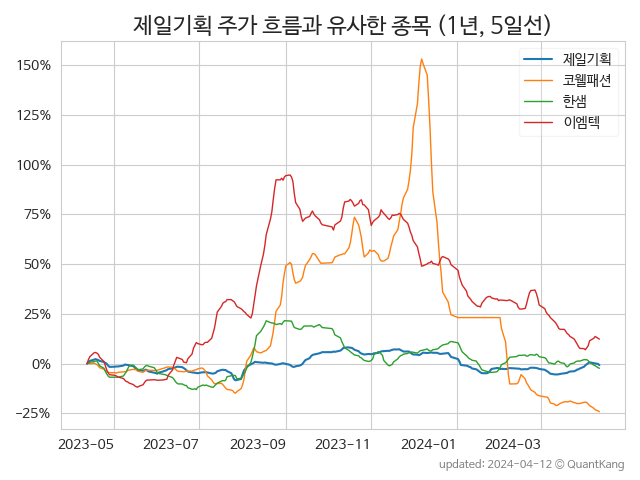 제일기획 주가 흐름과 유사한 종목 (1년, 5일선)
제일기획
코웰패션
한샘
이엠텍
150%
125%
100%
75%
50%
25%
0%
−25%
2023-05 2023-07 2023-09 2023-11 2024-01 2024-03
updated: 2024-04-12 © QuantKang